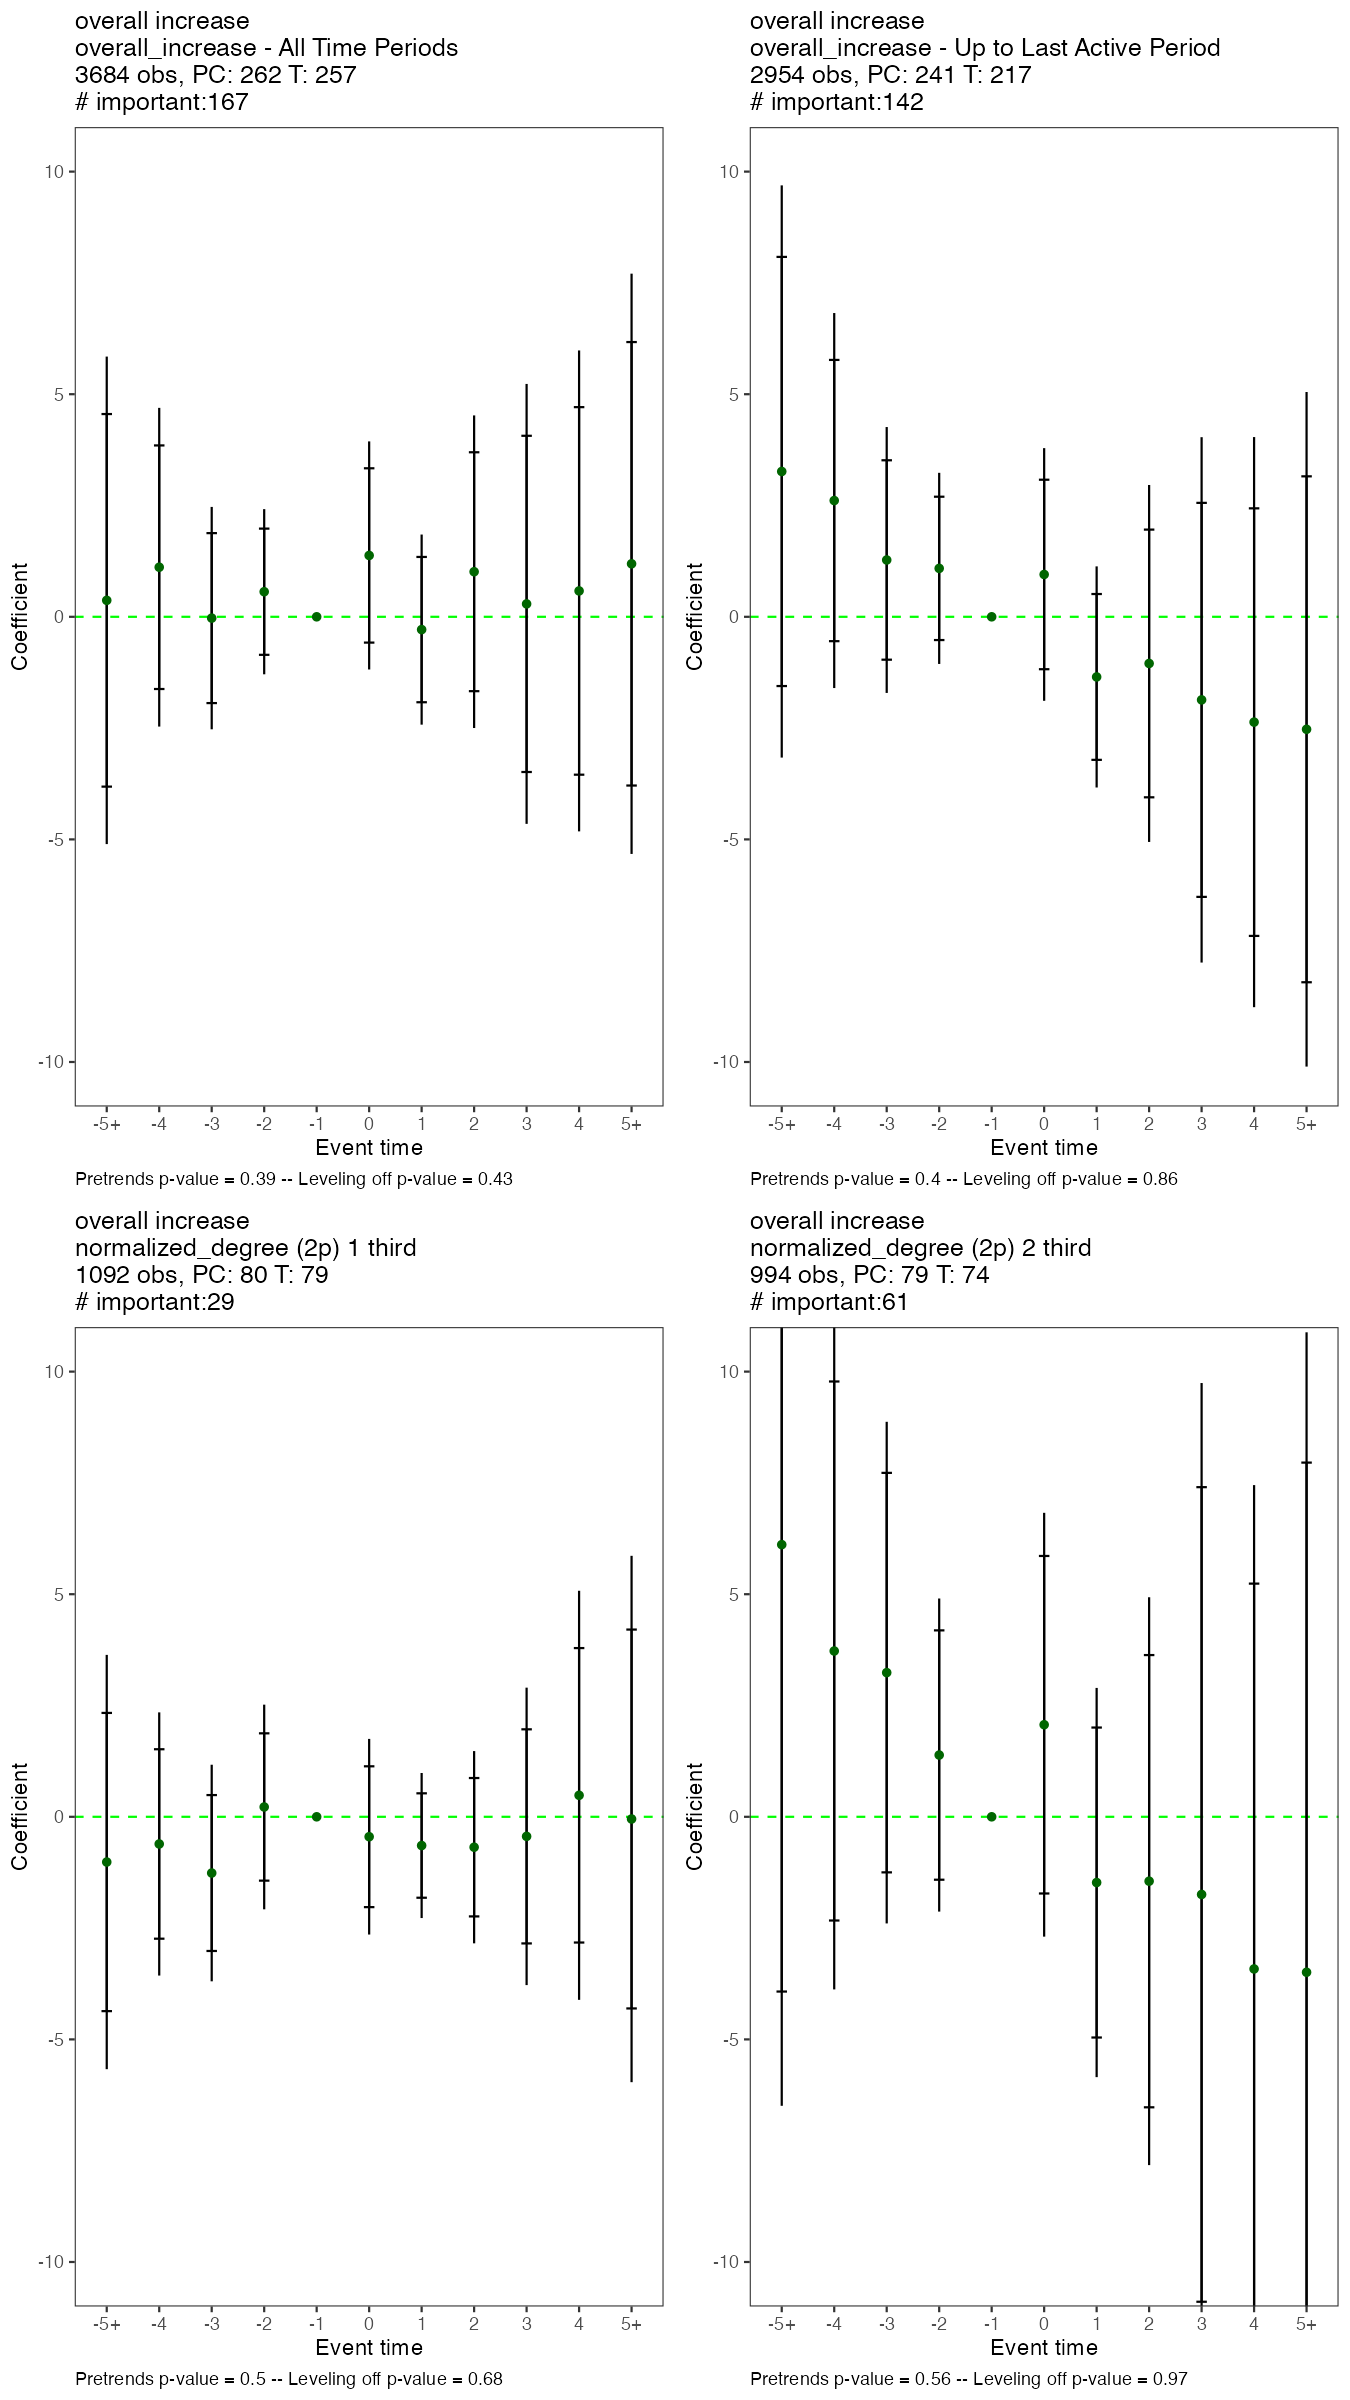 overall increase
overall_increase - All Time Periods
3684 obs, PC: 262 T: 257
# important:167
10
5
0
-5
-10
Coefficient
-5+ -4 -3 -2 -1 0 1 2 3 4 5+
Event time
Pretrends p-value = 0.39 -- Leveling off p-value = 0.43
overall increase
overall_increase - Up to Last Active Period
2954 obs, PC: 241 T: 217
# important:142
10
5
0
-5
-10
Coefficient
-5+ -4 -3 -2 -1 0 1 2 3 4 5+
Event time
Pretrends p-value = 0.4 -- Leveling off p-value = 0.86
overall increase
normalized_degree (2p) 1 third
1092 obs, PC: 80 T: 79
# important:29
10
5
0
-5
-10
Coefficient
-5+ -4 -3 -2 -1 0 1 2 3 4 5+
Event time
Pretrends p-value = 0.5 -- Leveling off p-value = 0.68
overall increase
normalized_degree (2p) 2 third
994 obs, PC: 79 T: 74
# important:61
10
5
0
-5
-10
Coefficient
-5+ -4 -3 -2 -1 0 1 2 3 4 5+
Event time
Pretrends p-value = 0.56 -- Leveling off p-value = 0.97